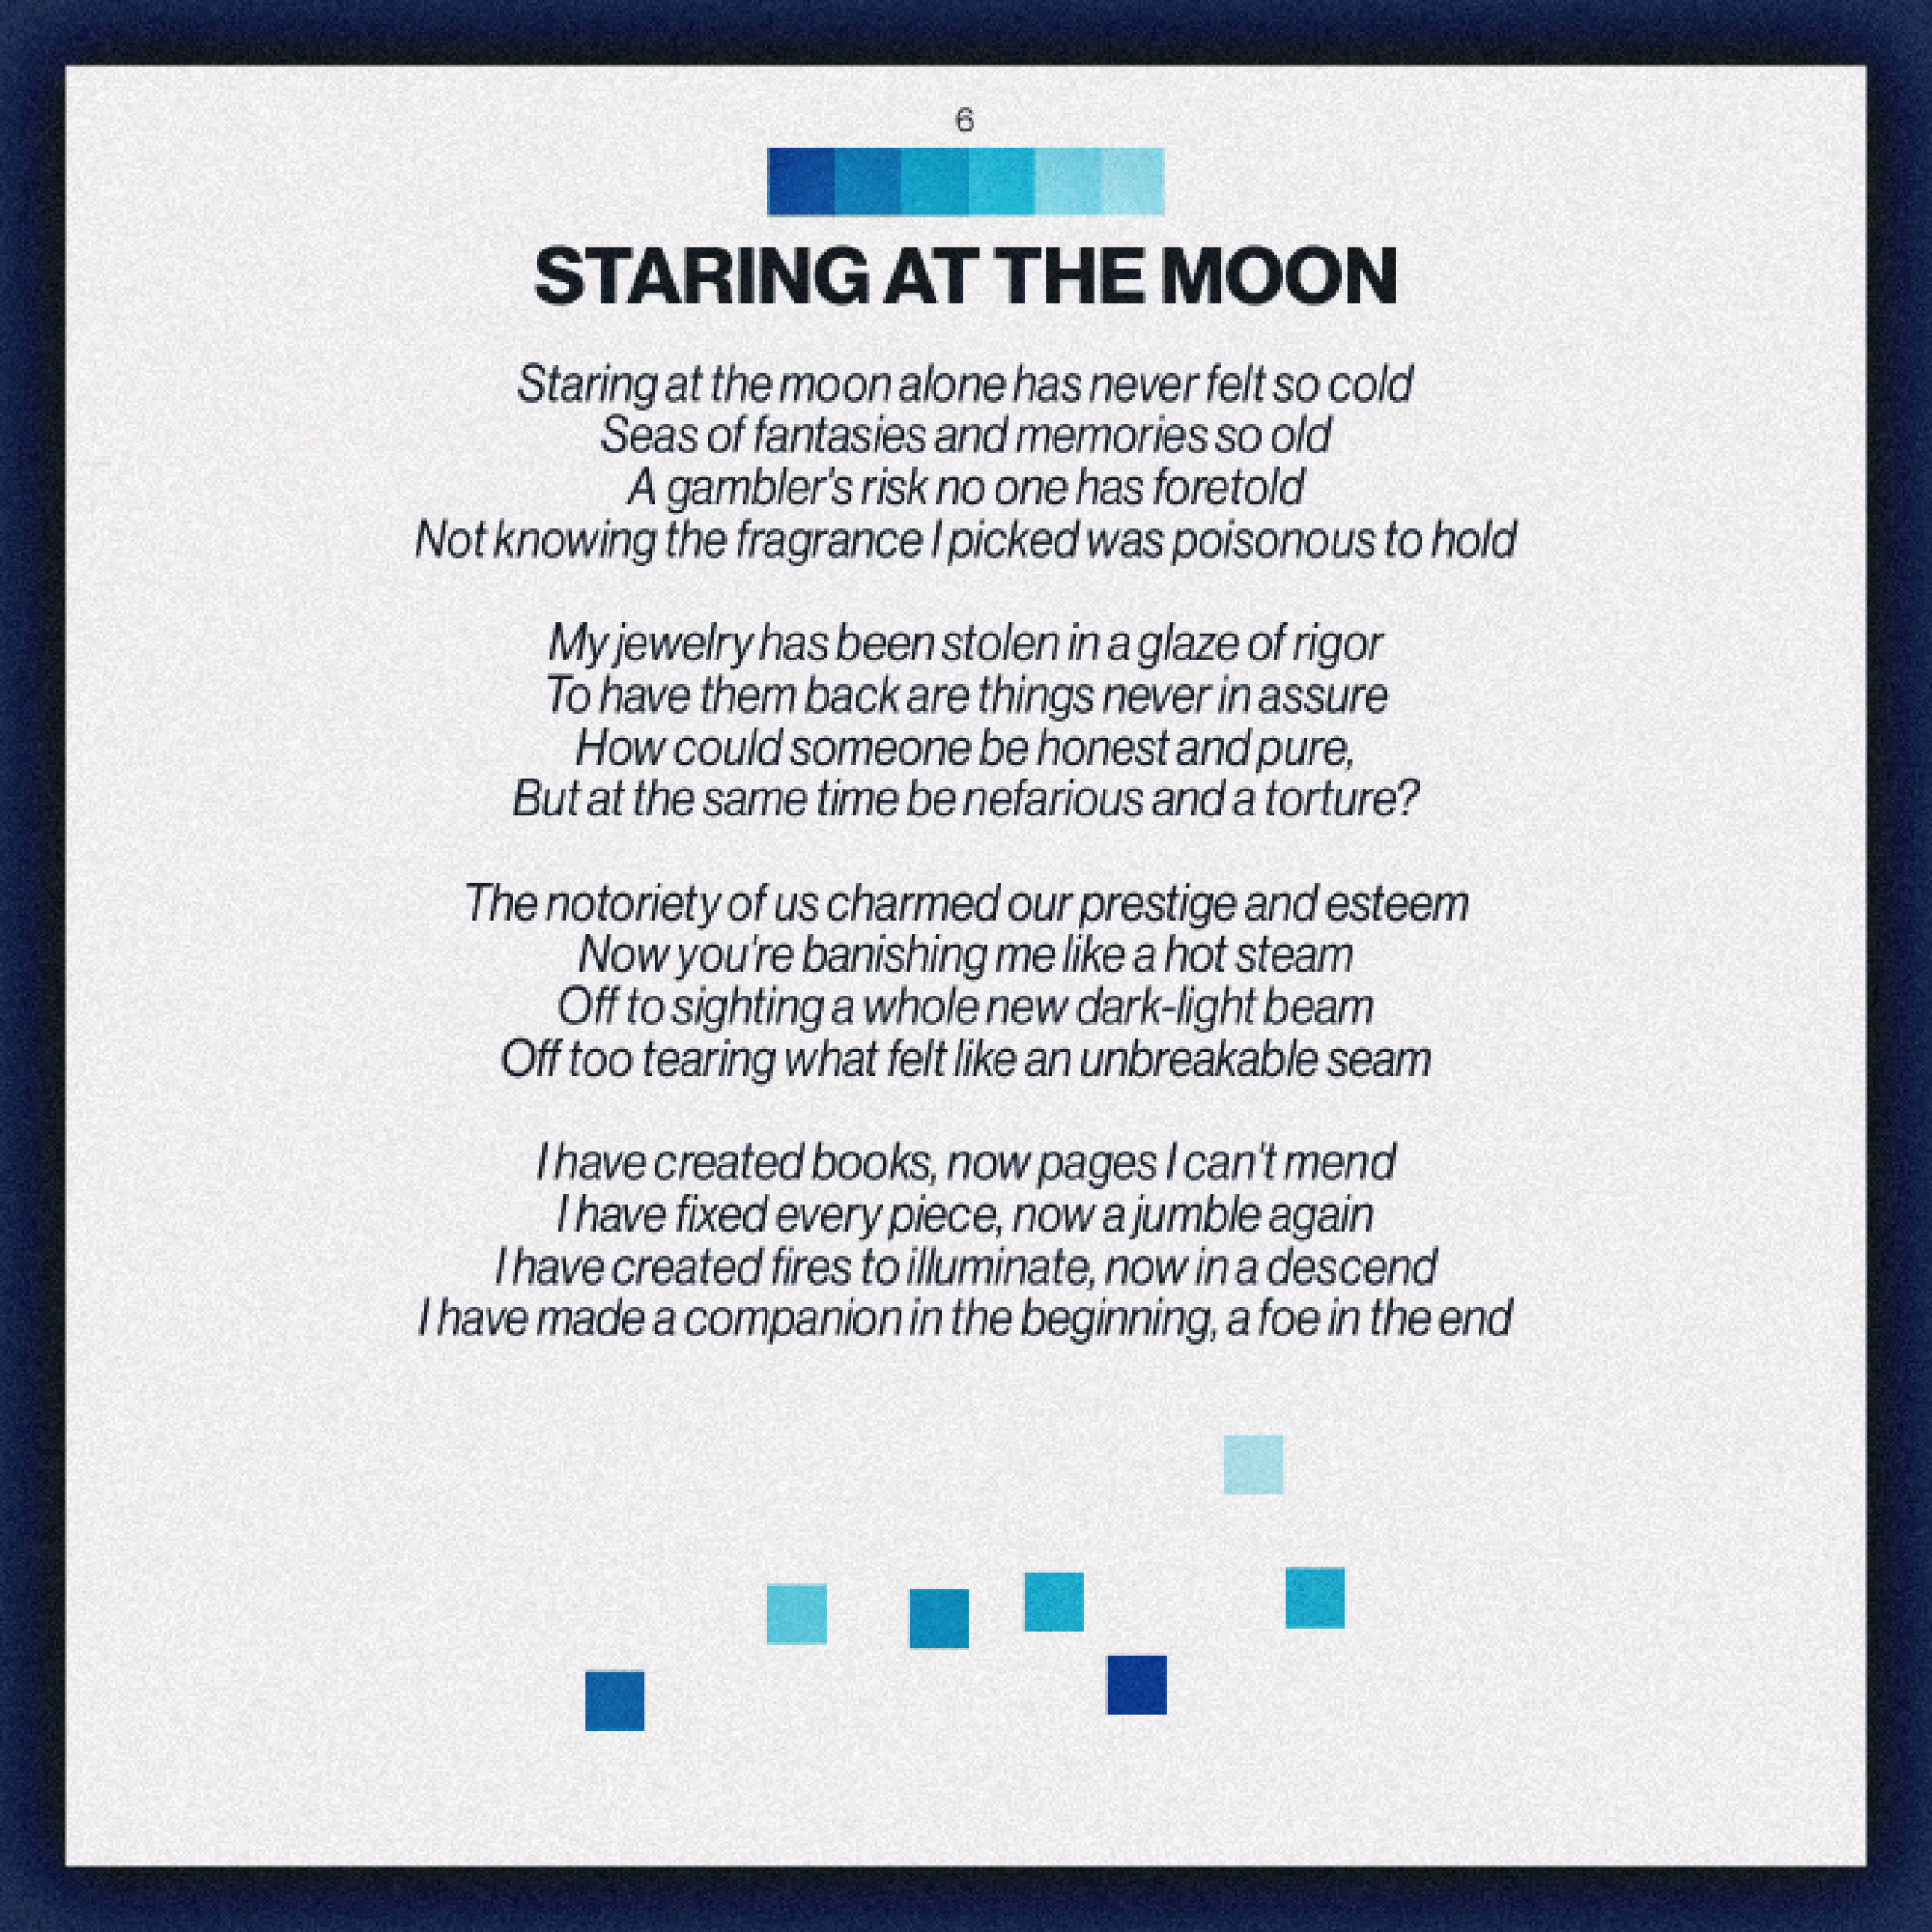 6
STARING AT THE MOON
Staring at the moon alone has never felt so cold
Seas of fantasies and memories so old
A gambler's risk no one has foretold
Not knowing the fragrance I picked was poisonous to hold
My jewelry has been stolen in a glaze of rigor
To have them back are things never in assure
How could someone be honest and pure,
But at the same time be nefarious and a torture?
The notoriety of us charmed our prestige and esteem
Now you're banishing me like a hot steam
Off to sighting a whole new dark-light beam
Off too tearing what felt like an unbreakable seam
I have created books, now pages I can't mend
I have fixed every piece, now a jumble again
I have created fires to illuminate, now in a descend
I have made a companion in the beginning, a foe in the end